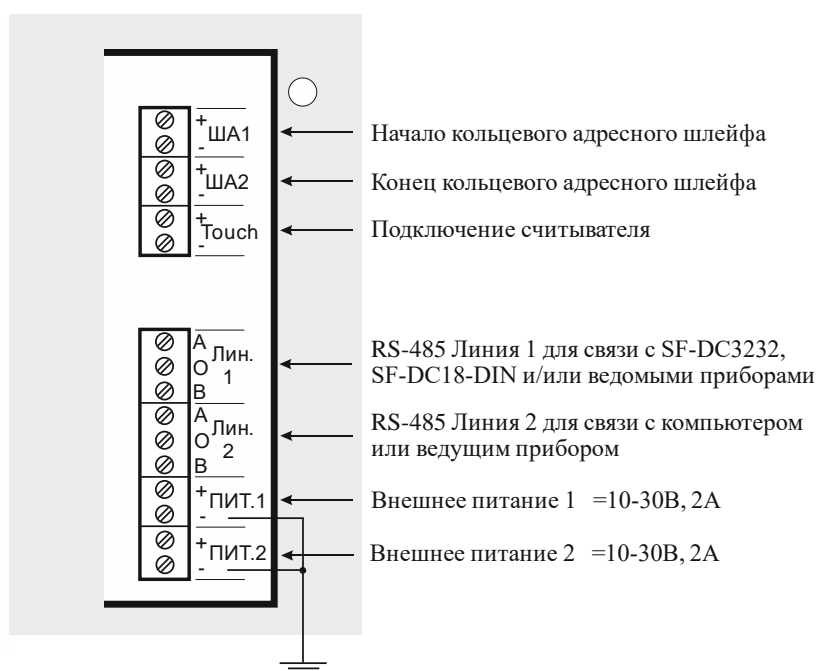 +
ША1
-
Начало кольцевого адресного шлейфа
+
ША2
-
Конец кольцевого адресного шлейфа
+
Touch
-
Подключение считывателя
A
Лин.
O
1
B
RS-485 Линия 1 для связи с SF-DC3232,
SF-DC18-DIN и/или ведомыми приборами
A
Лин.
O
2
B
RS-485 Линия 2 для связи с компьютером
или ведущим прибором
+
ПИТ.1
-
Внешнее питание 1 =10-30В, 2А
+
ПИТ.2
-
Внешнее питание 2 =10-30В, 2А